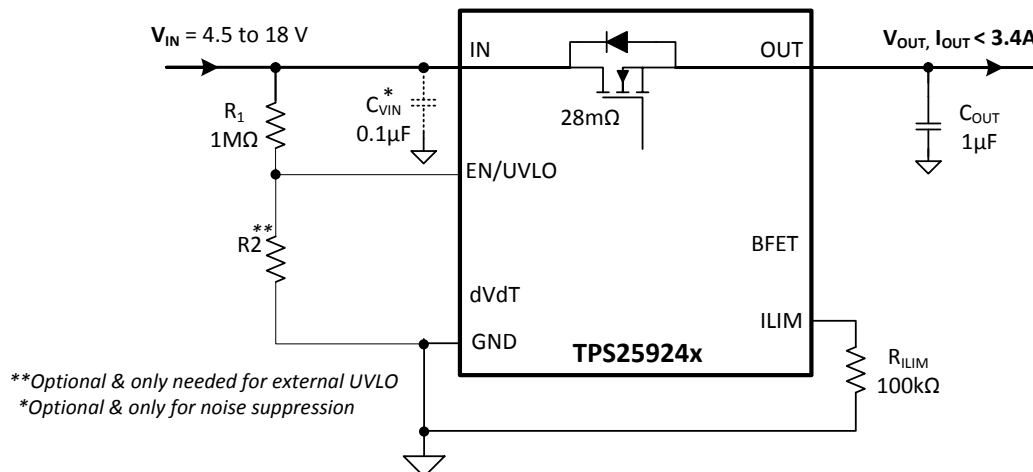 V_IN = 4.5 to 18 V
IN
OUT
V_OUT, I_OUT < 3.4A
R_1
1MΩ
C_VIN*
0.1µF
28mΩ
C_OUT
1µF
EN/UVLO
R2**
BFET
dVdT
ILIM
GND
TPS25924x
R_ILIM
100kΩ
**Optional & only needed for external UVLO
*Optional & only for noise suppression